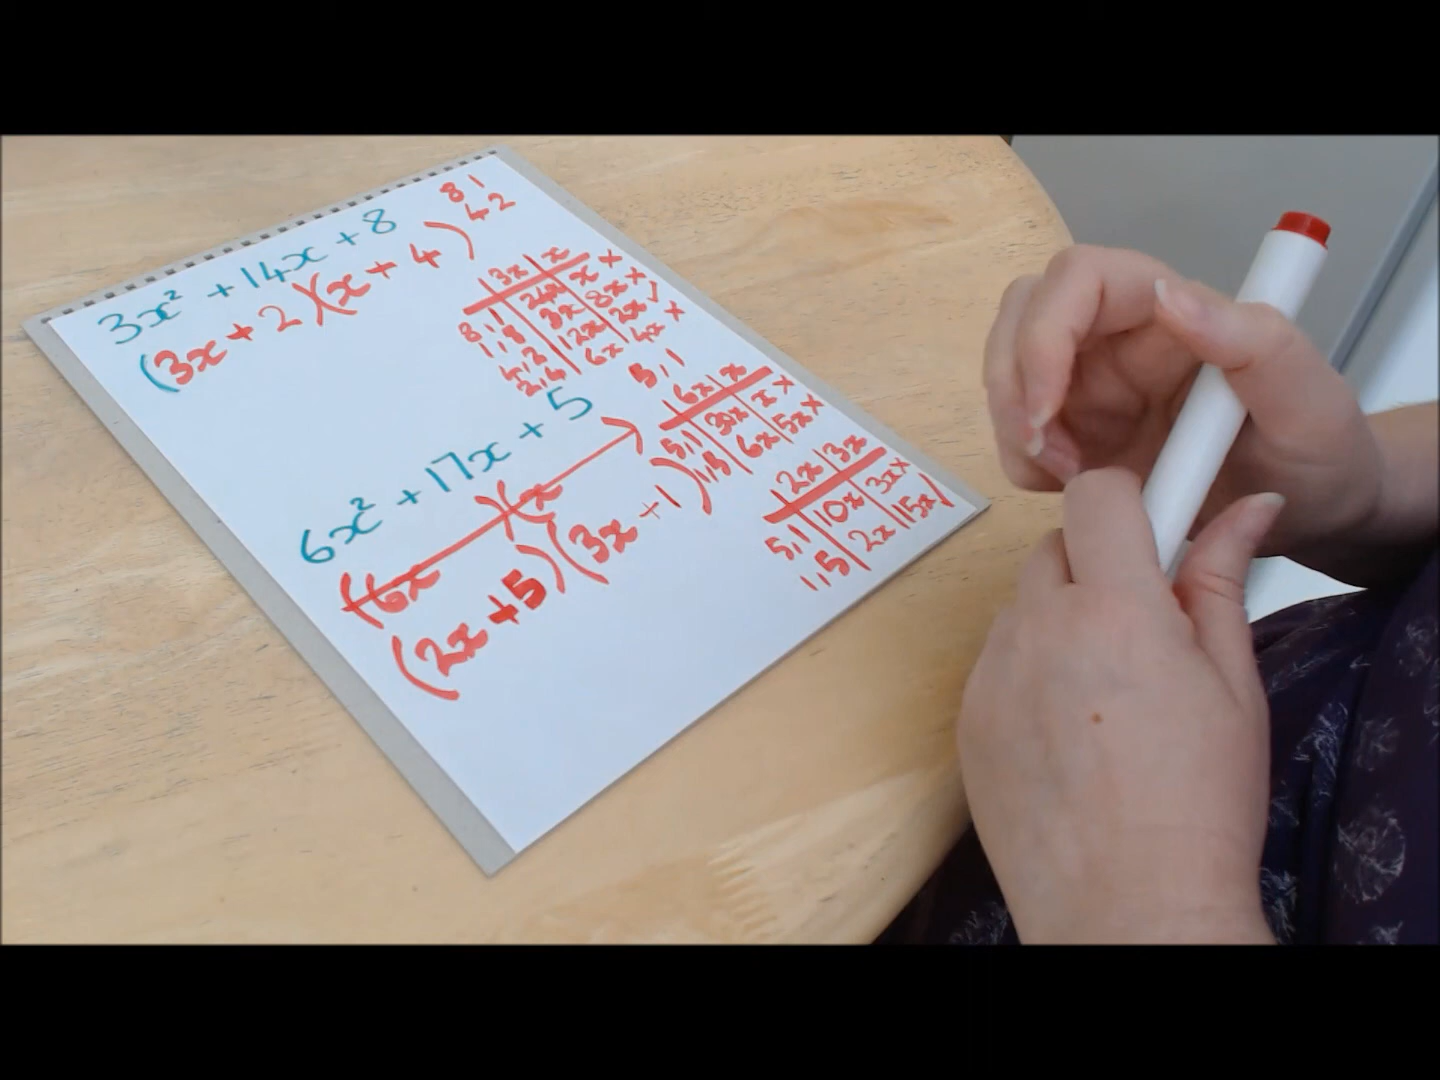 3x² + 14x + 8
(3x + 2)(x + 4)
8 1
4 2
3x | x
8,1 | 24x | x ×
1,8 | 3x | 8x ×
4,2 | 12x | 2x ✓
2,4 | 6x | 4x ×
6x² + 17x + 5
5,1
(6x )(x
(2x + 5)(3x + 1)
6x | x
5,1 | 30x | x ×
1,5 | 6x | 5x ×
2x | 3x
5,1 | 10x | 3x ×
1,5 | 2x | 15x ✓